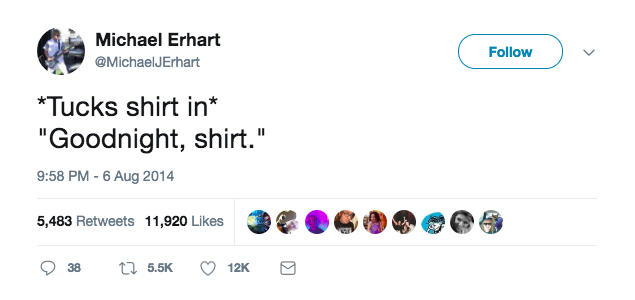 Michael Erhart
@MichaelJErhart
Follow
*Tucks shirt in*
"Goodnight, shirt."
9:58 PM - 6 Aug 2014
5,483 Retweets 11,920 Likes
38 5.5K 12K